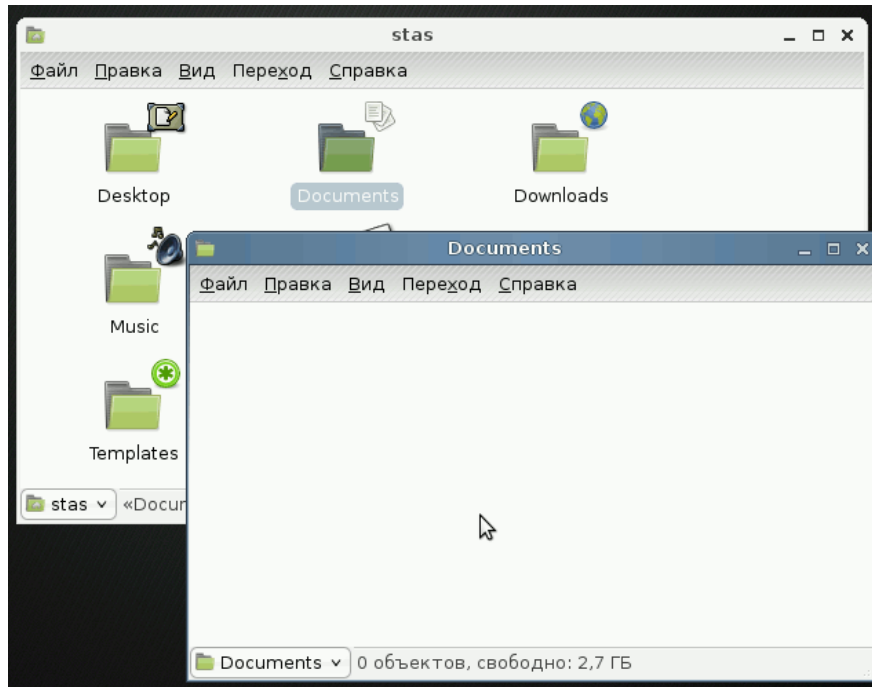 stas
Файл Правка Вид Переход Справка
Desktop Documents Downloads
Music
Templates
stas «Docum
Documents
Файл Правка Вид Переход Справка
Documents 0 объектов, свободно: 2,7 ГБ